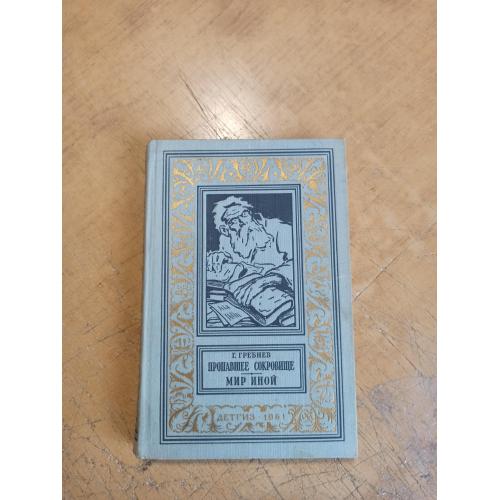 Г. ГРЕБНЕВ
ПРОПАВШЕЕ СОКРОВИЩЕ
МИР ИНОЙ
ДЕТГИЗ-1961